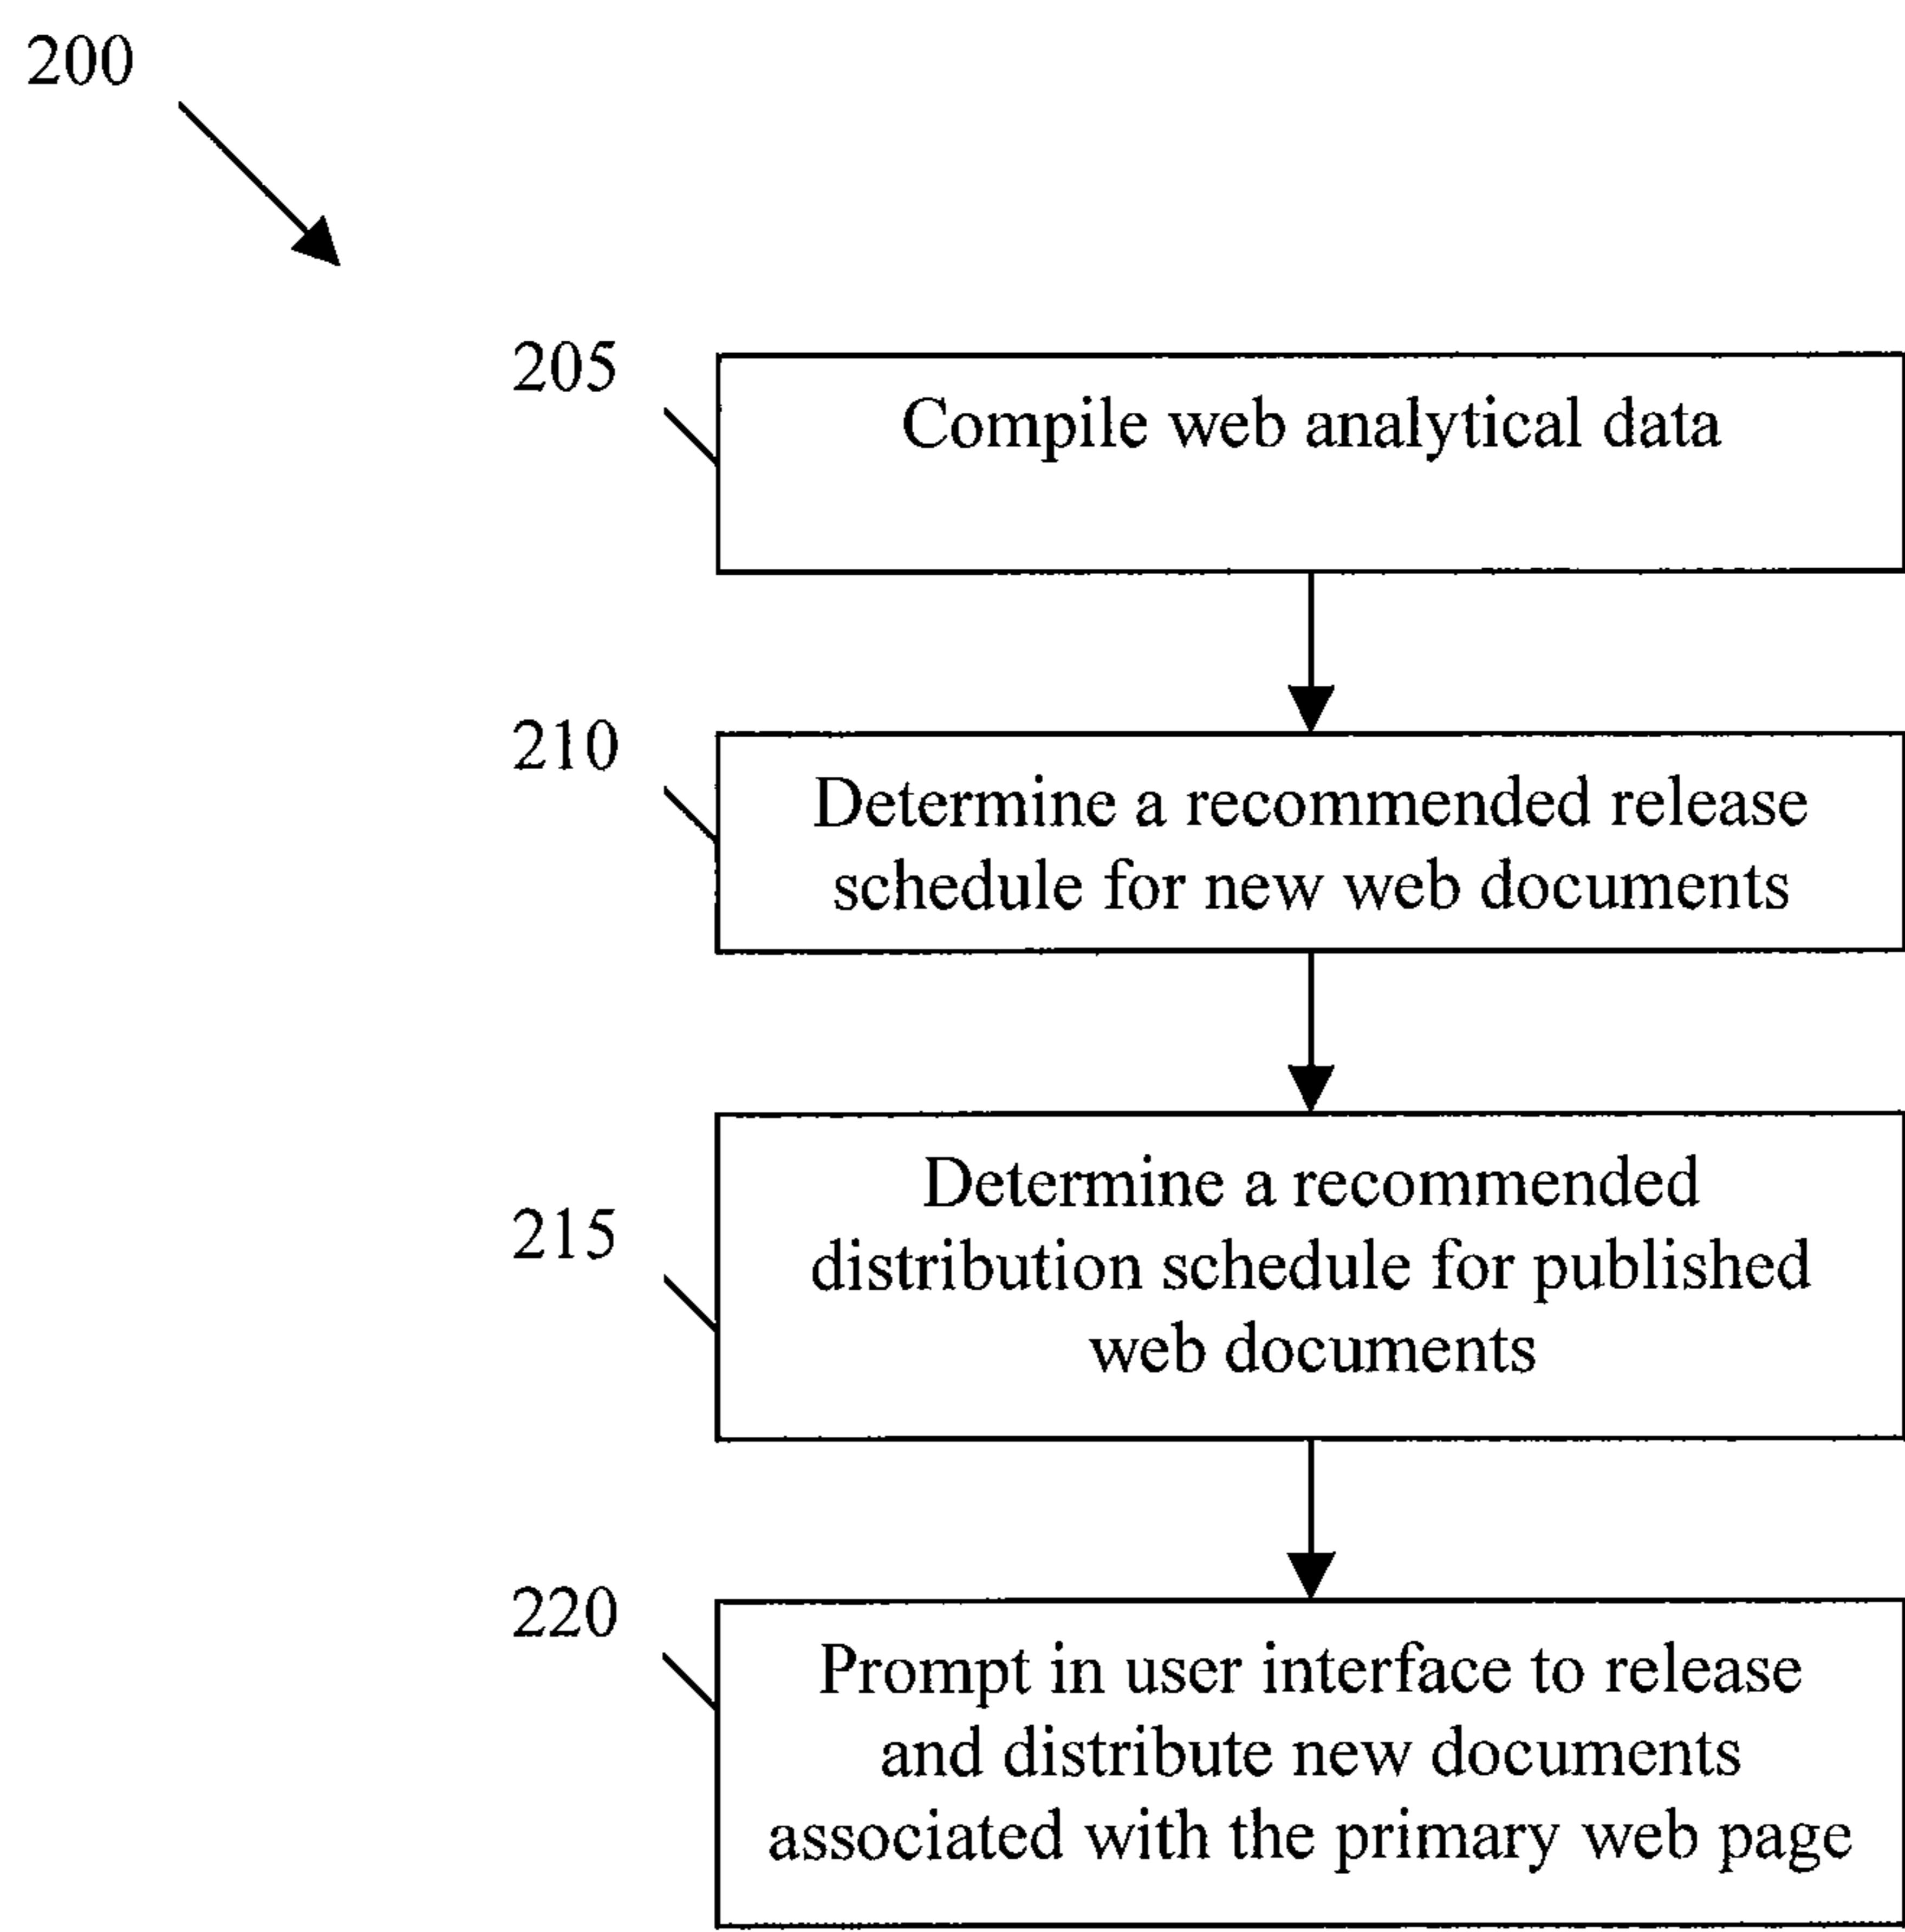 200
205
Compile web analytical data
210
Determine a recommended release
schedule for new web documents
215
Determine a recommended
distribution schedule for published
web documents
220
Prompt in user interface to release
and distribute new documents
associated with the primary web page